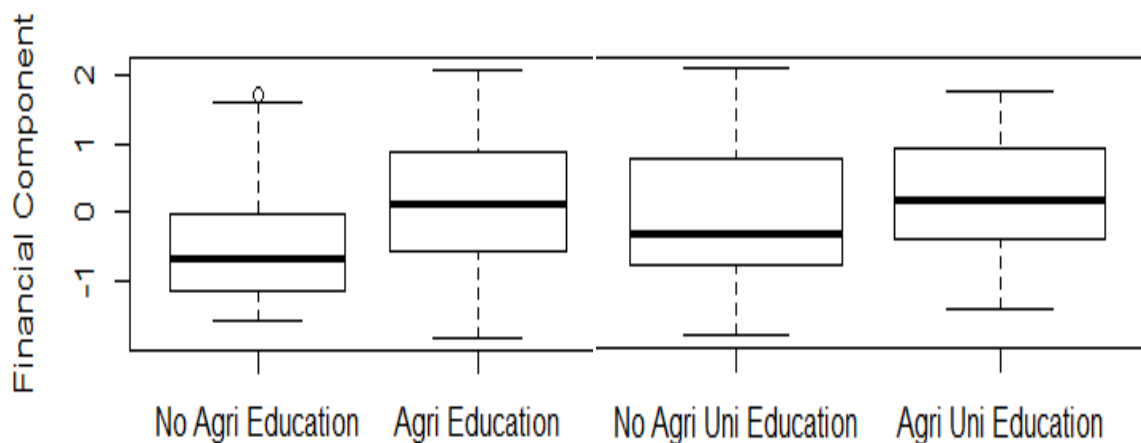 Financial Component
2
1
0
-1
No Agri Education
Agri Education
No Agri Uni Education
Agri Uni Education